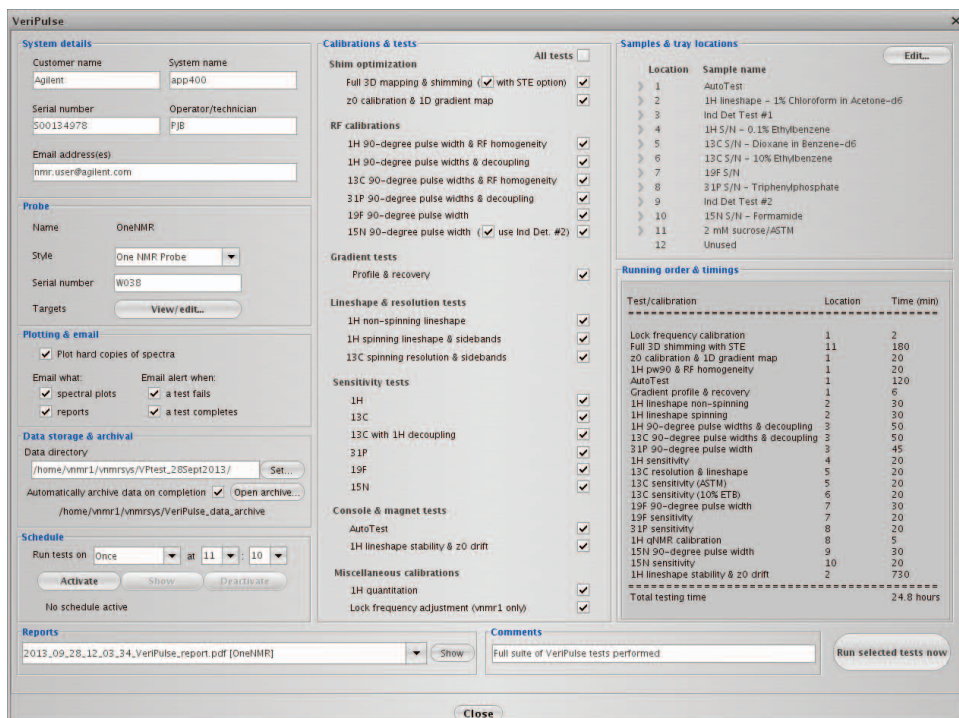 VeriPulse
System details
Customer name System name
Agilent app400
Serial number Operator/technician
S00134978 PJB
Email address(es)
nmr.user@agilent.com
Probe
Name OneNMR
Style One NMR Probe
Serial number W038
Targets View/edit...
Plotting & email
Plot hard copies of spectra
Email what: Email alert when:
spectral plots a test fails
reports a test completes
Data storage & archival
Data directory
/home/vnmr1/vnmrsys/VPtest_28Sept2013/ Set...
Automatically archive data on completion Open archive...
/home/vnmr1/vnmrsys/VeriPulse_data_archive
Schedule
Run tests on Once at 11 : 10
Activate Show Deactivate
No schedule active
Calibrations & tests
All tests
Shim optimization
Full 3D mapping & shimming ( with STE option)
z0 calibration & 1D gradient map
RF calibrations
1H 90-degree pulse width & RF homogeneity
1H 90-degree pulse widths & decoupling
13C 90-degree pulse widths & RF homogeneity
31P 90-degree pulse widths & decoupling
19F 90-degree pulse width
15N 90-degree pulse width ( use Ind Det. #2)
Gradient tests
Profile & recovery
Lineshape & resolution tests
1H non-spinning lineshape
1H spinning lineshape & sidebands
13C spinning resolution & sidebands
Sensitivity tests
1H
13C
13C with 1H decoupling
31P
19F
15N
Console & magnet tests
AutoTest
1H lineshape stability & z0 drift
Miscellaneous calibrations
1H quantitation
Lock frequency adjustment (vnmr1 only)
Samples & tray locations
Edit...
Location Sample name
1 AutoTest
2 1H lineshape - 1% Chloroform in Acetone-d6
3 Ind Det Test #1
4 1H S/N - 0.1% Ethylbenzene
5 13C S/N - Dioxane in Benzene-d6
6 13C S/N - 10% Ethylbenzene
7 19F S/N
8 31P S/N - Triphenylphosphate
9 Ind Det Test #2
10 15N S/N - Formamide
11 2 mM sucrose/ASTM
12 Unused
Running order & timings
Test/calibration Location Time (min)
Lock frequency calibration 1 2
Full 3D shimming with STE 11 180
z0 calibration & 1D gradient map 1 20
1H pw90 & RF homogeneity 1 20
AutoTest 1 120
Gradient profile & recovery 1 6
1H lineshape non-spinning 2 30
1H lineshape spinning 2 30
1H 90-degree pulse widths & decoupling 3 50
13C 90-degree pulse widths & decoupling 3 50
31P 90-degree pulse width 3 45
1H sensitivity 4 20
13C resolution & lineshape 5 20
13C sensitivity (ASTM) 5 20
13C sensitivity (10% ETB) 6 20
19F 90-degree pulse width 7 30
19F sensitivity 7 20
31P sensitivity 8 20
1H qNMR calibration 8 5
15N 90-degree pulse width 9 30
15N sensitivity 10 20
1H lineshape stability & z0 drift 2 730
Total testing time 24.8 hours
Reports
2013_09_28_12_03_34_VeriPulse_report.pdf [OneNMR] Show
Comments
Full suite of VeriPulse tests performed
Run selected tests now
Close